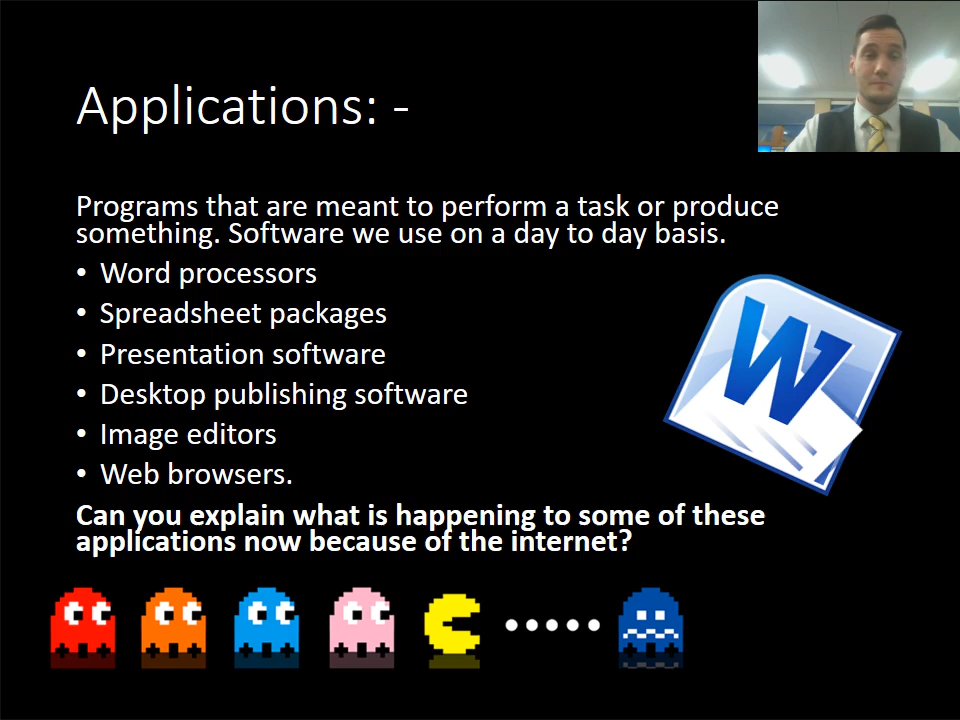 Applications: -
Programs that are meant to perform a task or produce
something. Software we use on a day to day basis.
• Word processors
• Spreadsheet packages
• Presentation software
• Desktop publishing software
• Image editors
• Web browsers.
Can you explain what is happening to some of these
applications now because of the internet?
W